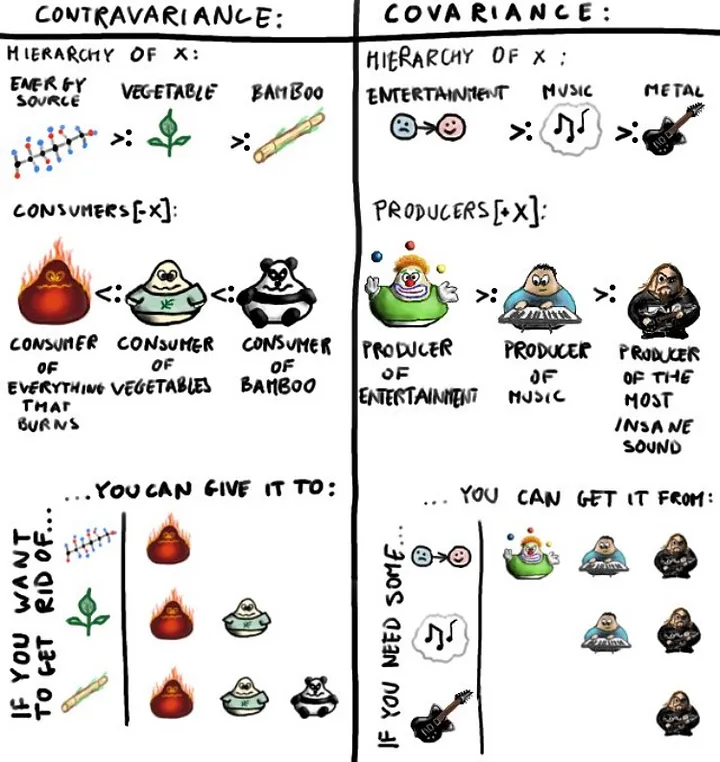 CONTRAVARIANCE:
HIERARCHY OF X:
ENERGY
SOURCE
VEGETABLE
BAMBOO
>:
>:
CONSUMERS[-X]:
<:
<:
CONSUMER
OF
EVERYTHING
THAT
BURNS
CONSUMER
OF
VEGETABLES
CONSUMER
OF
BAMBOO
...YOU CAN GIVE IT TO:
IF YOU WANT
TO GET RID OF...
COVARIANCE:
HIERARCHY OF X:
ENTERTAINMENT
MUSIC
METAL
>:
>:
PRODUCERS[+X]:
>:
>:
PRODUCER
OF
ENTERTAINMENT
PRODUCER
OF
MUSIC
PRODUCER
OF THE
MOST
INSANE
SOUND
... YOU CAN GET IT FROM:
IF YOU NEED SOME...